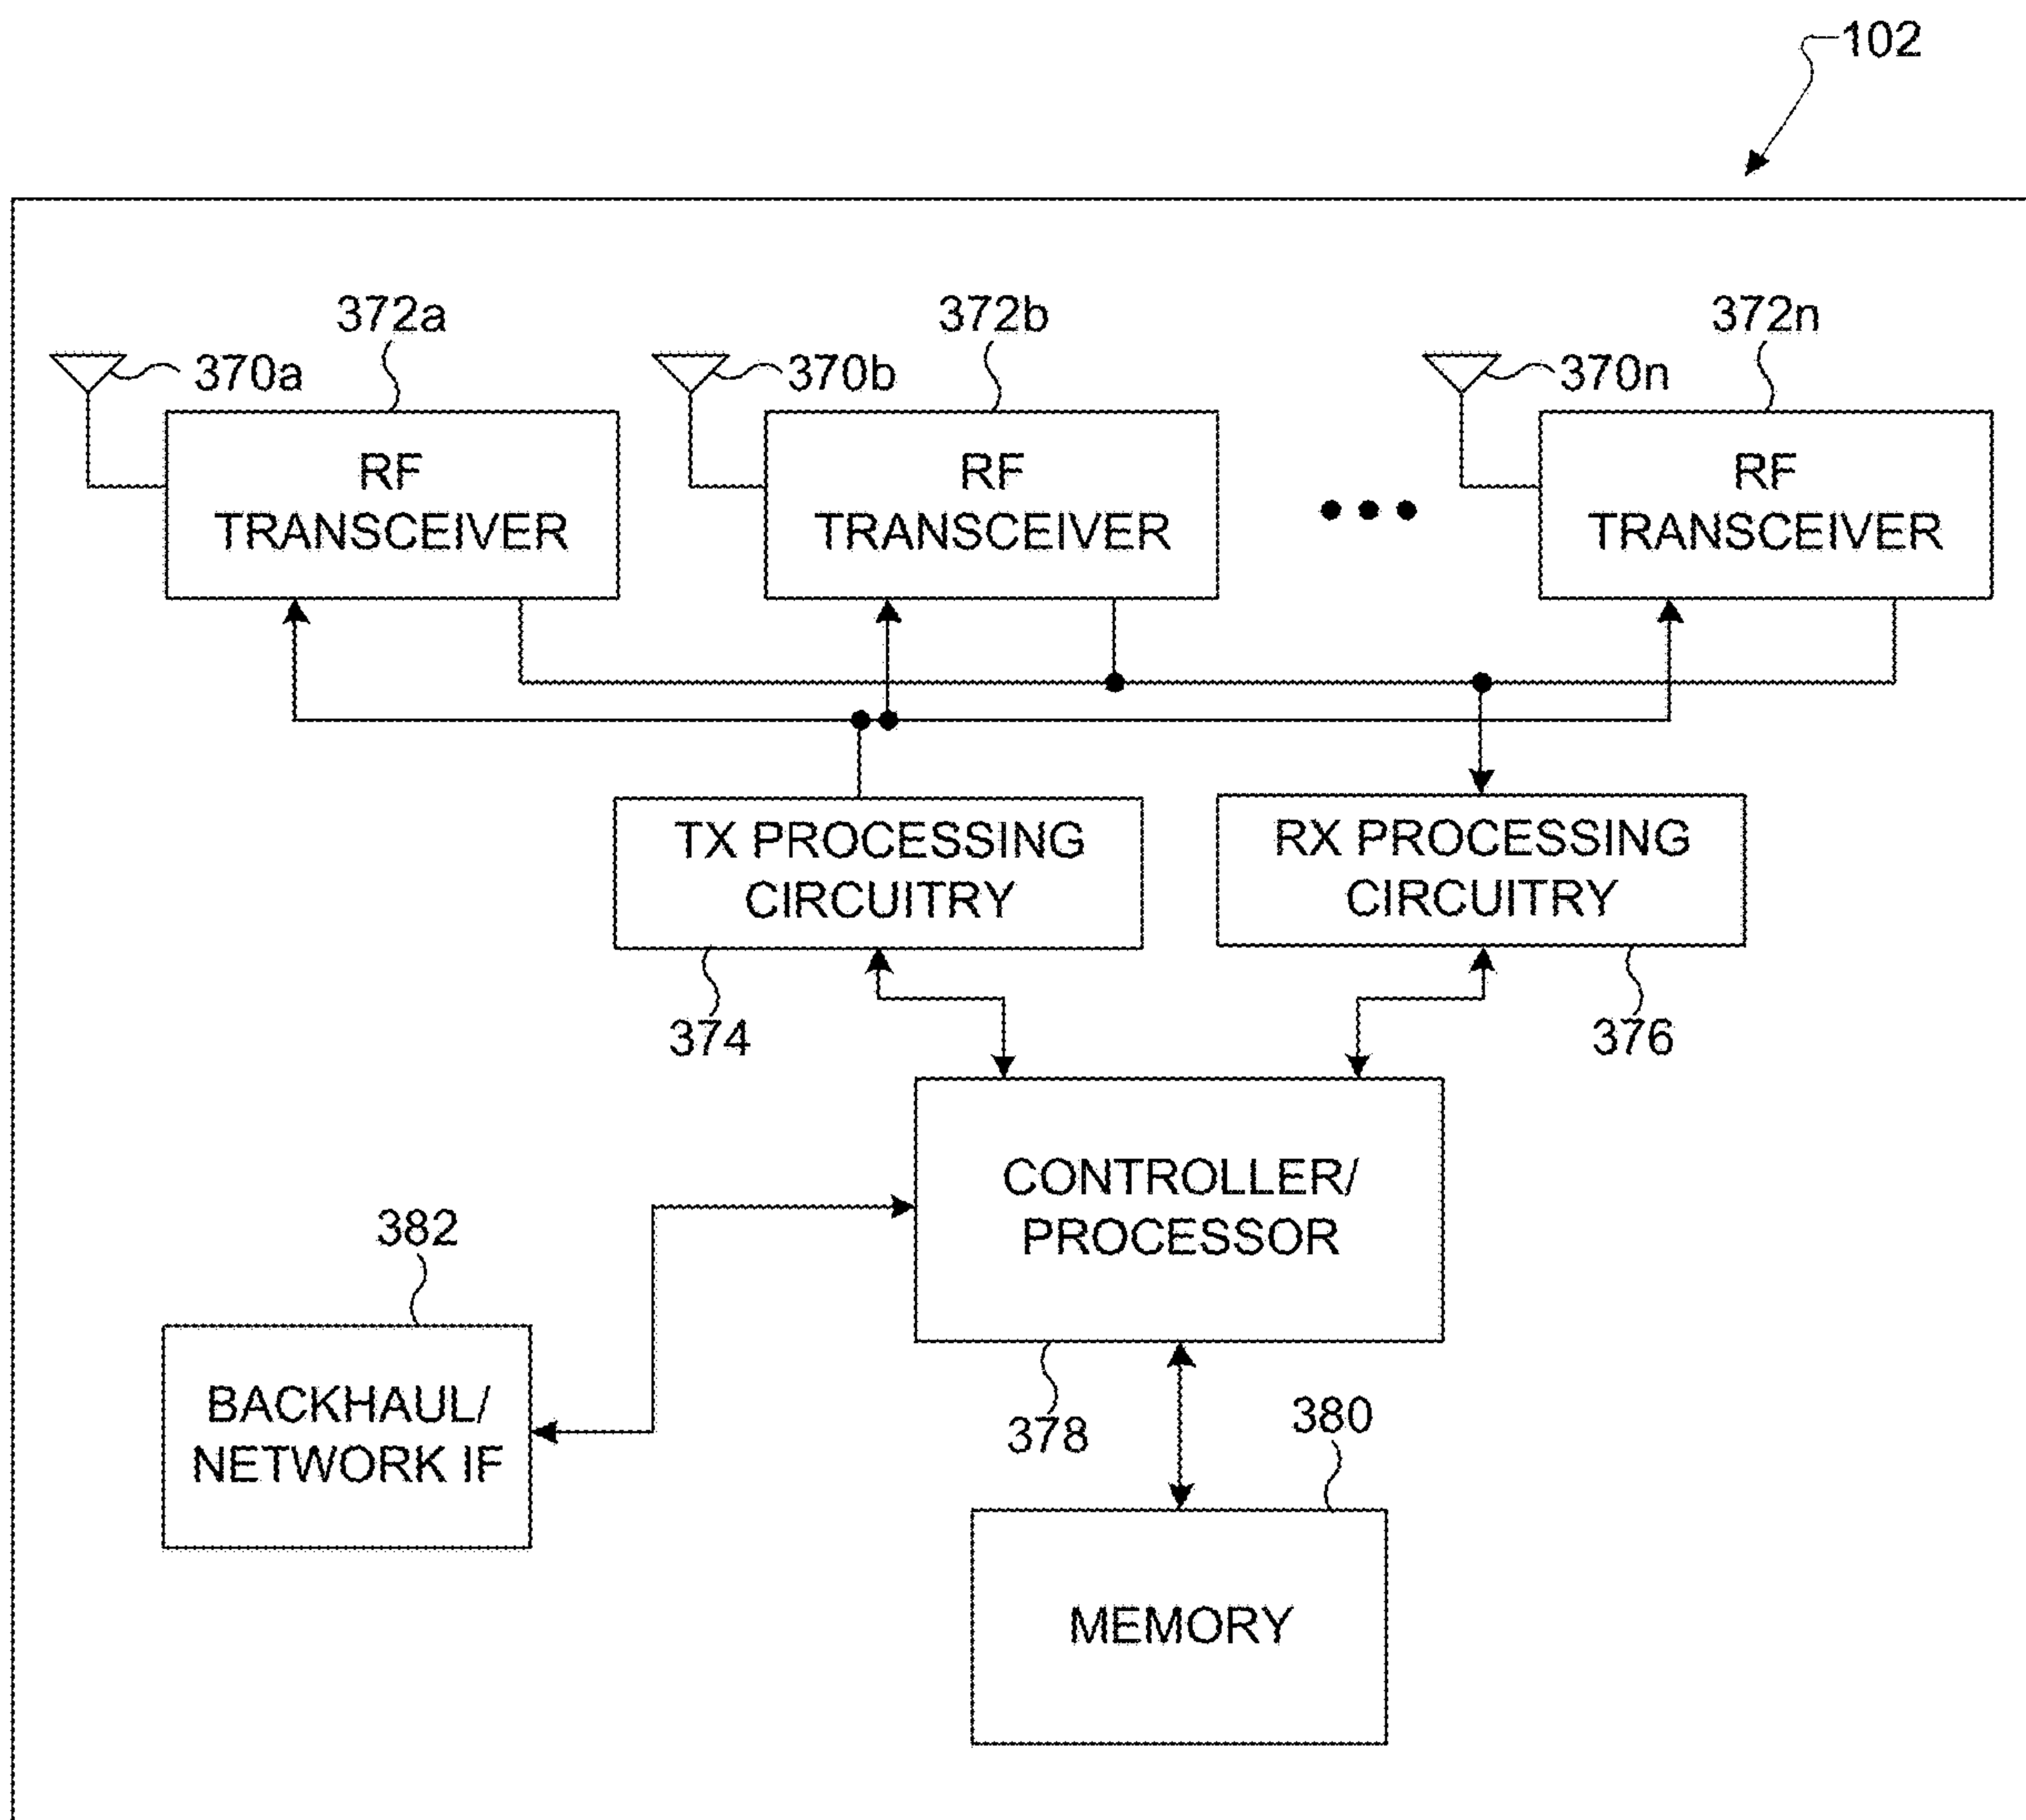 102
372a
372b
372n
370a
370b
370n
RF
TRANSCEIVER
RF
TRANSCEIVER
RF
TRANSCEIVER
TX PROCESSING
CIRCUITRY
RX PROCESSING
CIRCUITRY
374
376
CONTROLLER/
PROCESSOR
382
BACKHAUL/
NETWORK IF
378
380
MEMORY